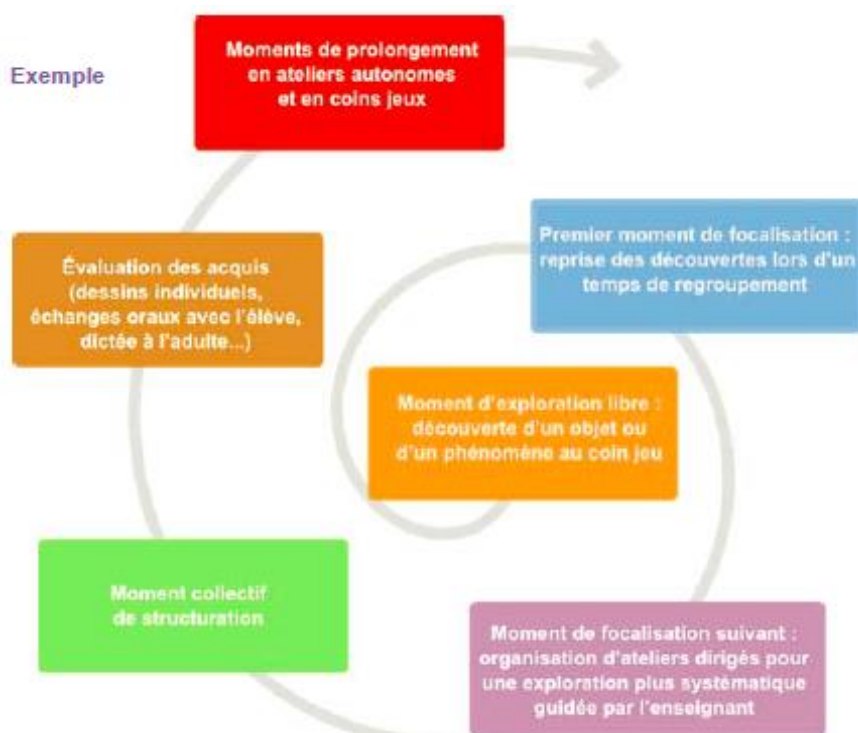 Exemple
Moments de prolongement
en ateliers autonomes
et en coins jeux
Premier moment de focalisation :
reprise des découvertes lors d'un
temps de regroupement
Évaluation des acquis
(dessins individuels,
échanges oraux avec l'élève,
dictée à l'adulte...)
Moment d'exploration libre :
découverte d'un objet ou
d'un phénomène au coin jeu
Moment collectif
de structuration
Moment de focalisation suivant :
organisation d'ateliers dirigés pour
une exploration plus systématique
guidée par l'enseignant